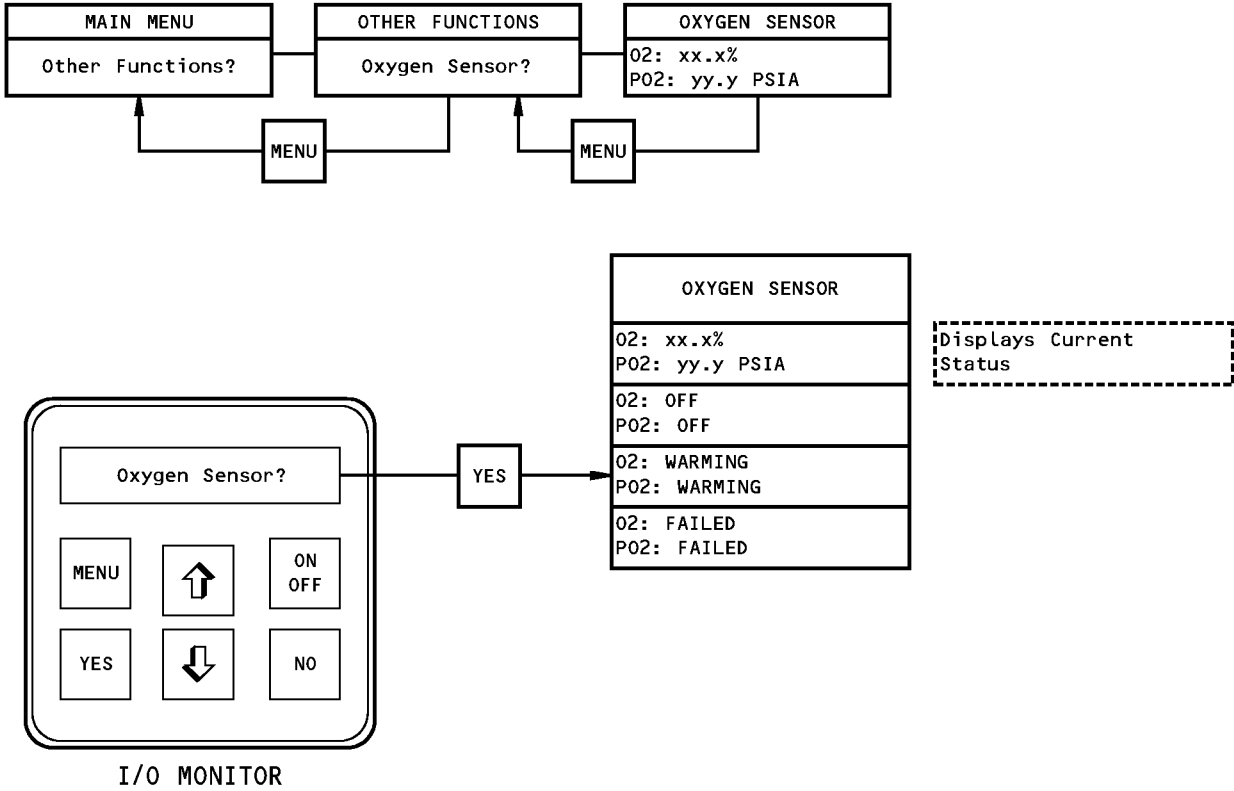 MAIN MENU
Other Functions?
OTHER FUNCTIONS
Oxygen Sensor?
OXYGEN SENSOR
O2: xx.x%
PO2: yy.y PSIA
MENU
MENU
OXYGEN SENSOR
O2: xx.x%
PO2: yy.y PSIA
Displays Current
Status
O2: OFF
PO2: OFF
O2: WARMING
PO2: WARMING
O2: FAILED
PO2: FAILED
Oxygen Sensor?
YES
MENU
ON
OFF
YES
NO
I/O MONITOR